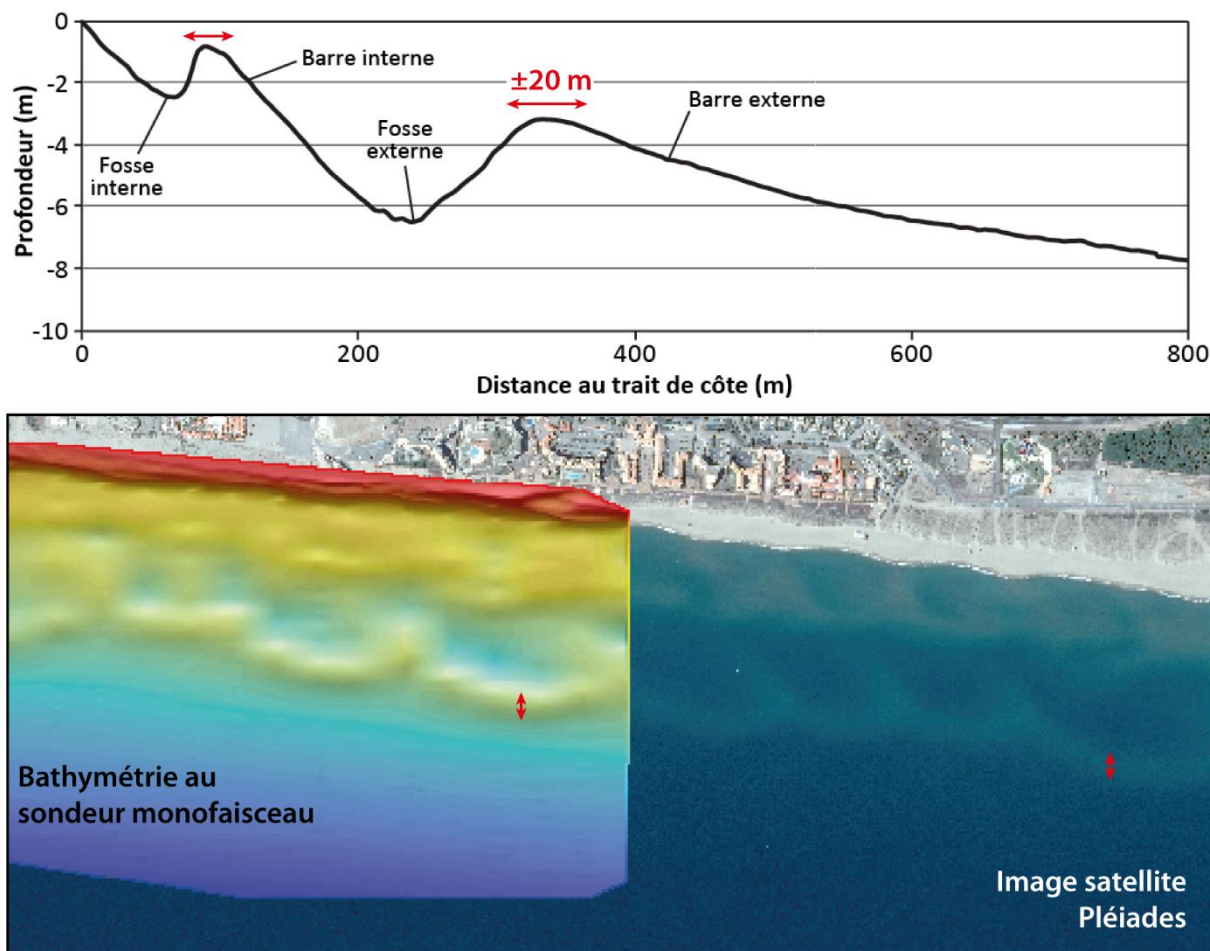 0
-2
-4
-6
-8
-10
Profondeur (m)
Fosse
interne
Barre interne
Fosse
externe
±20 m
Barre externe
0
200
400
600
800
Distance au trait de côte (m)
Bathymétrie au
sondeur monofaisceau
Image satellite
Pléiades